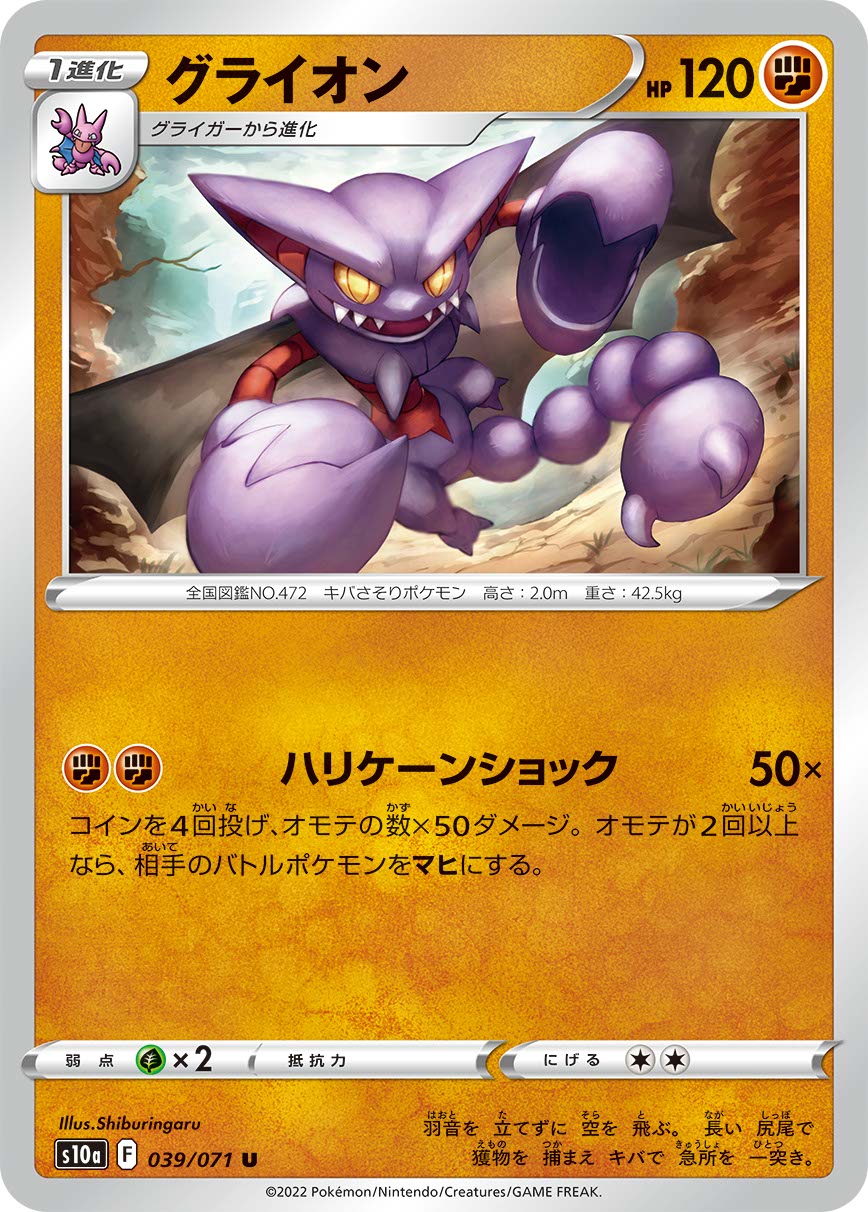 1進化
グライオン
HP 120
グライガーから進化
全国図鑑NO.472 キバさそりポケモン 高さ:2.0m 重さ:42.5kg
ハリケーンショック 50×
コインを4回投げ、オモテの数×50ダメージ。オモテが2回以上
なら、相手のバトルポケモンをマヒにする。
弱点 ×2 抵抗力 にげる
Illus.Shiburingaru
羽音を 立てずに 空を 飛ぶ。 長い 尻尾で
獲物を 捕まえ キバで 急所を 一突き。
s10a F 039/071 U
©2022 Pokémon/Nintendo/Creatures/GAME FREAK.